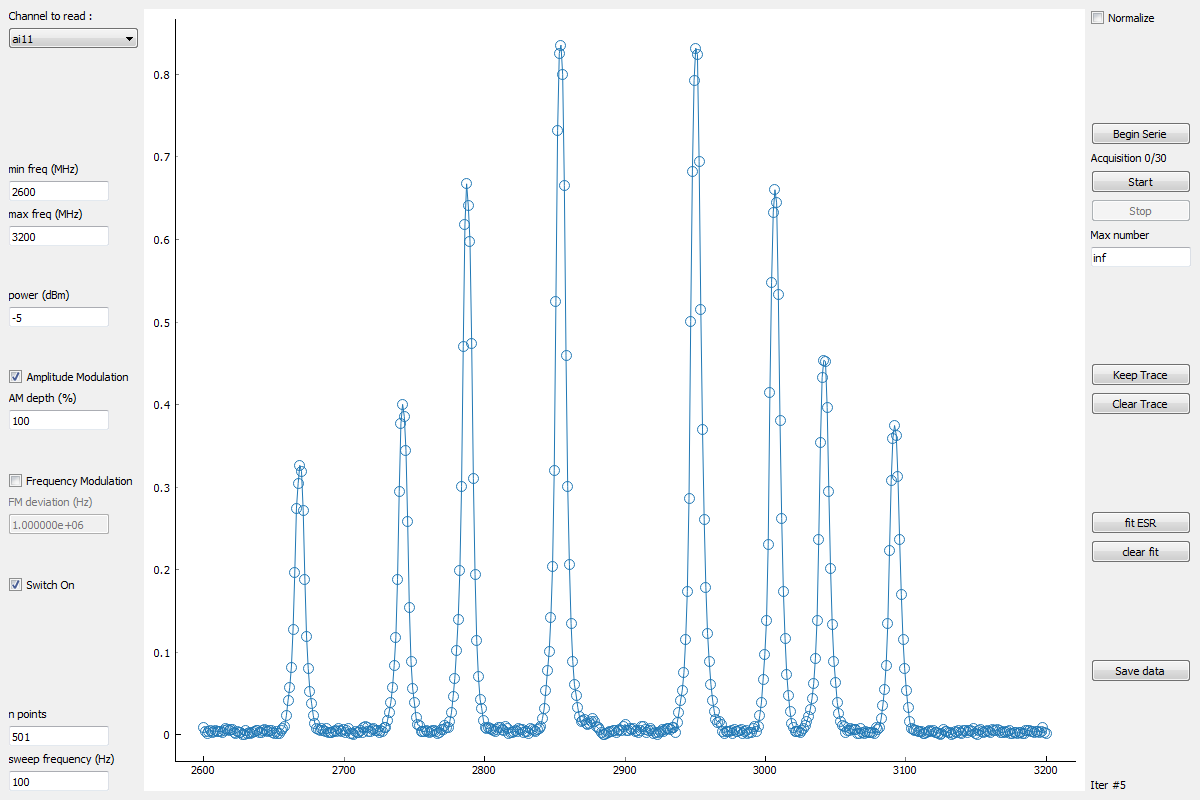 Channel to read :
ai11
min freq (MHz)
2600
max freq (MHz)
3200
power (dBm)
-5
Amplitude Modulation
AM depth (%)
100
Frequency Modulation
FM deviation (Hz)
1.000000e+06
Switch On
n points
501
sweep frequency (Hz)
100
0.8
0.7
0.6
0.5
0.4
0.3
0.2
0.1
0
2600 2700 2800 2900 3000 3100 3200
Normalize
Begin Serie
Acquisition 0/30
Start
Stop
Max number
inf
Keep Trace
Clear Trace
fit ESR
clear fit
Save data
Iter #5